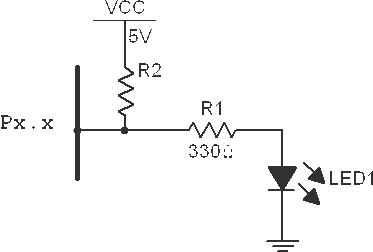 VCC
5V
R2
Px.x
R1
330Ω
LED1